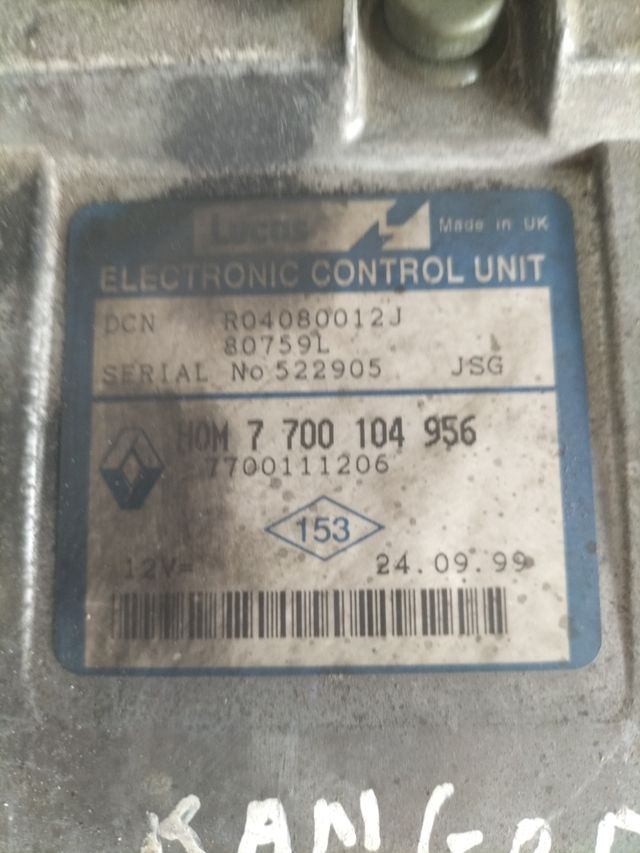 Lucas
Made in UK
ELECTRONIC CONTROL UNIT
DCN R04080012J
80759L
SERIAL No 522905 JSG
HOM 7 700 104 956
7700111206
153
12V= 24.09.99
KANGOO